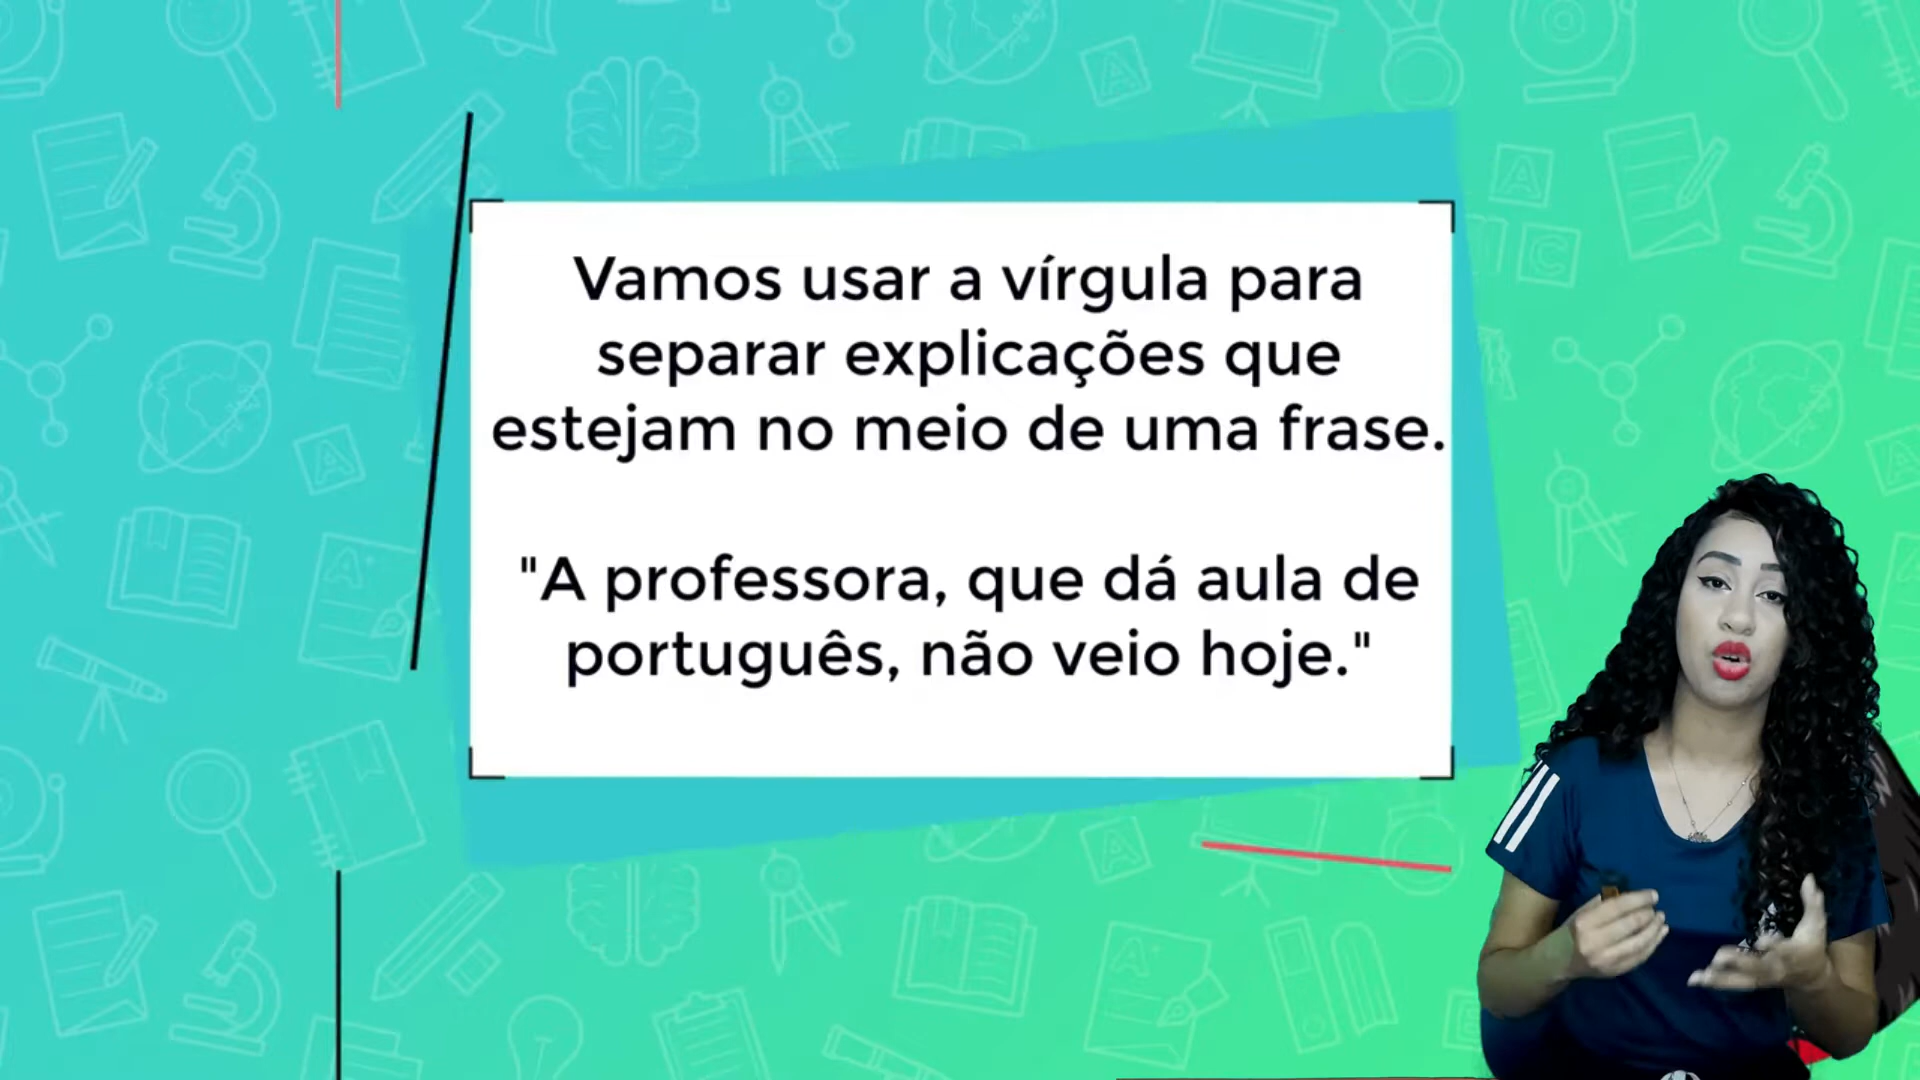 Vamos usar a vírgula para
separar explicações que
estejam no meio de uma frase.
"A professora, que dá aula de
português, não veio hoje."